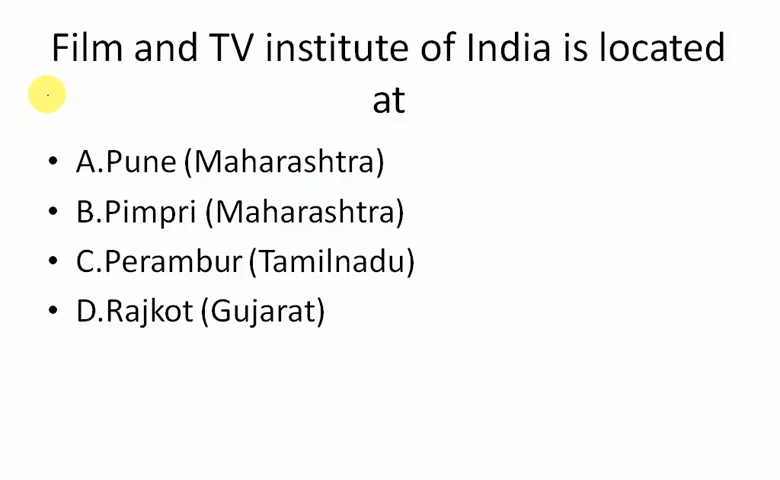 Film and TV institute of India is located
at
• A.Pune (Maharashtra)
• B.Pimpri (Maharashtra)
• C.Perambur (Tamilnadu)
• D.Rajkot (Gujarat)